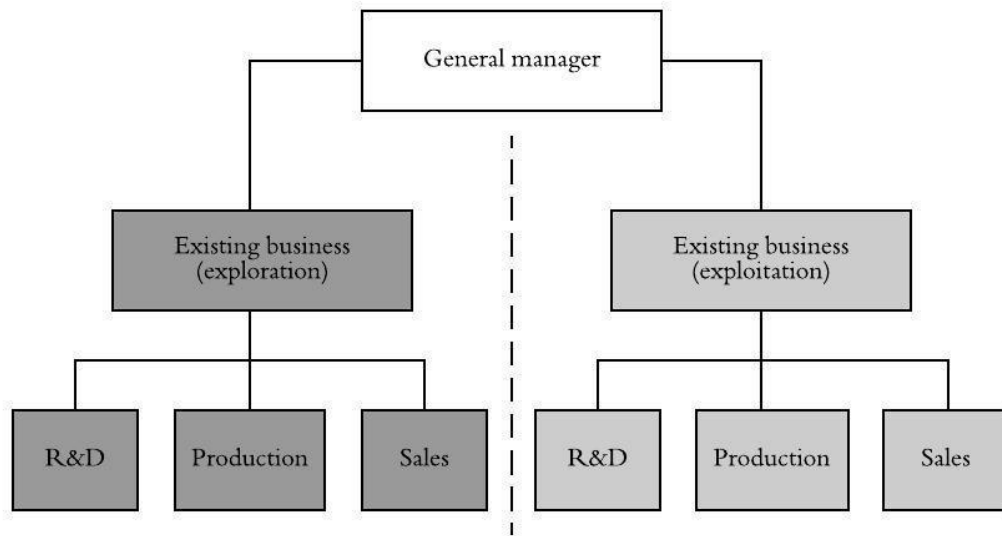 General manager
Existing business
(exploration)
Existing business
(exploitation)
R&D
Production
Sales
R&D
Production
Sales